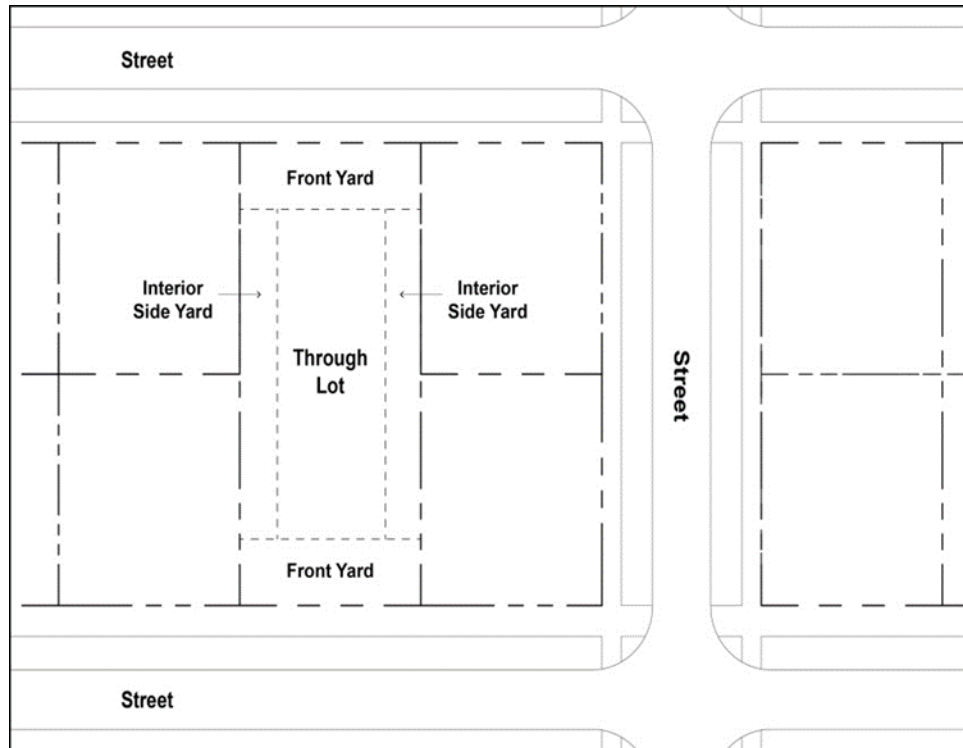 Street
Front Yard
Interior
Side Yard
Interior
Side Yard
Through
Lot
Street
Front Yard
Street